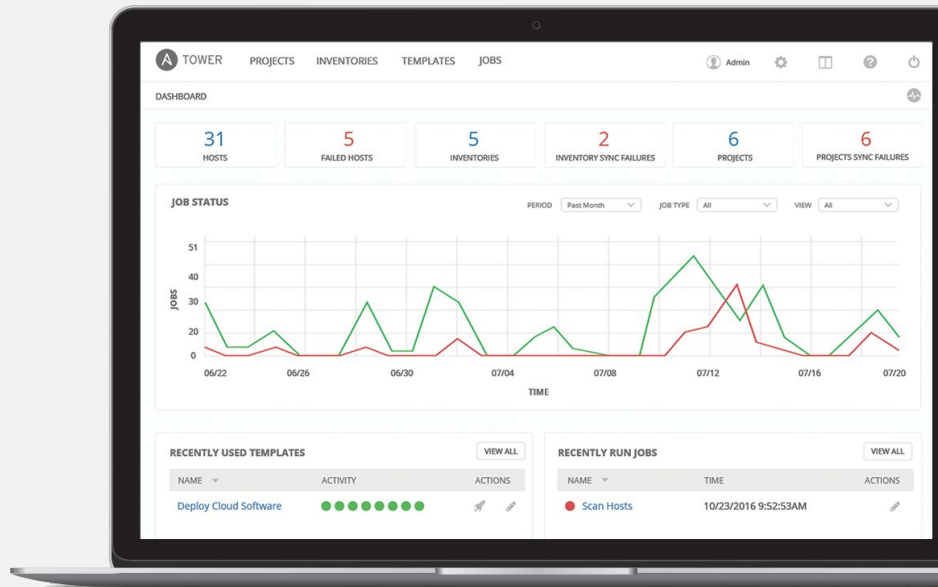 A TOWER PROJECTS INVENTORIES TEMPLATES JOBS Admin ?
DASHBOARD
31 5 5 2 6 6
HOSTS FAILED HOSTS INVENTORIES INVENTORY SYNC FAILURES PROJECTS PROJECTS SYNC FAILURES
JOB STATUS PERIOD Past Month JOB TYPE All VIEW All
51
40
30
20
0
JOBS
06/22 06/26 06/30 07/04 07/08 07/12 07/16 07/20
TIME
RECENTLY USED TEMPLATES VIEW ALL
NAME ACTIVITY ACTIONS
Deploy Cloud Software
RECENTLY RUN JOBS VIEW ALL
NAME TIME ACTIONS
Scan Hosts 10/23/2016 9:52:53AM